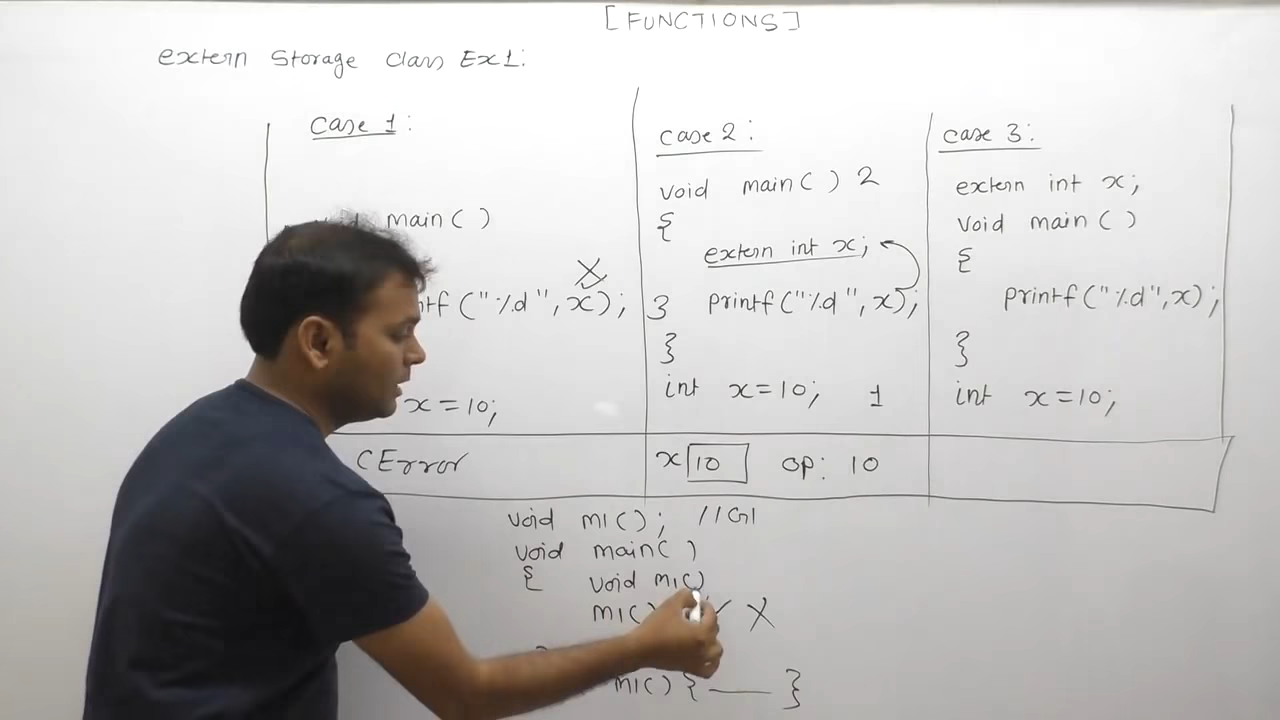 [FUNCTIONS]
extern Storage class Ex1:
Case 1:
main( )
tf ("%d", x);
x = 10;
CError
case 2:
void main( ) 2
{
extern int x;
3 printf("%d", x);
}
int x = 10; 1
x 10 op: 10
case 3:
extern int x;
void main( )
{
printf("%d", x);
}
int x = 10;
void m1( ); //Gl
void main( )
{ void m1()
m1()
m1() { }